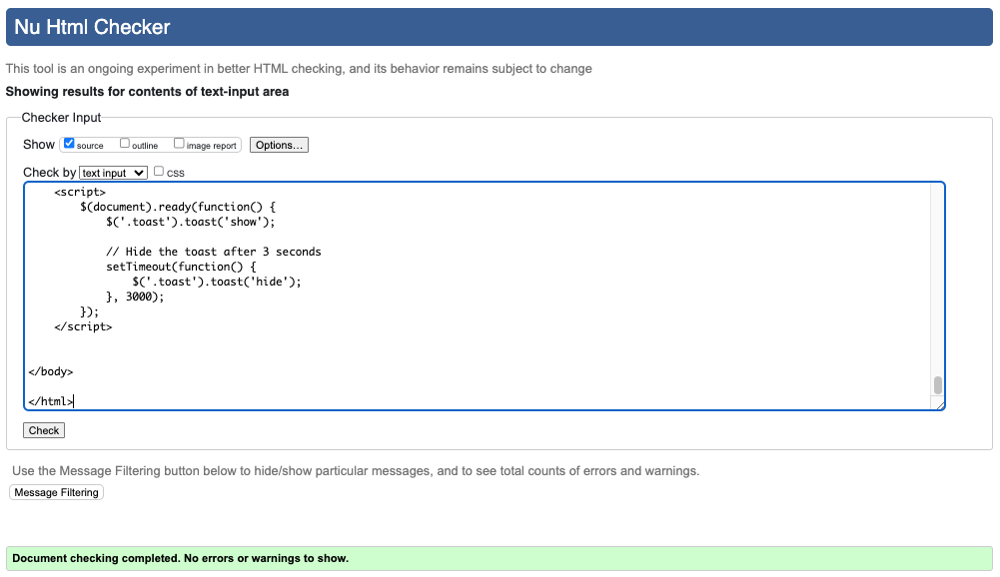 Nu Html Checker
This tool is an ongoing experiment in better HTML checking, and its behavior remains subject to change
Showing results for contents of text-input area
Checker Input
Show source outline image report Options...
Check by text input css
<script>
$(document).ready(function() {
$('.toast').toast('show');
// Hide the toast after 3 seconds
setTimeout(function() {
$('.toast').toast('hide');
}, 3000);
});
</script>
</body>
</html>
Check
Use the Message Filtering button below to hide/show particular messages, and to see total counts of errors and warnings.
Message Filtering
Document checking completed. No errors or warnings to show.